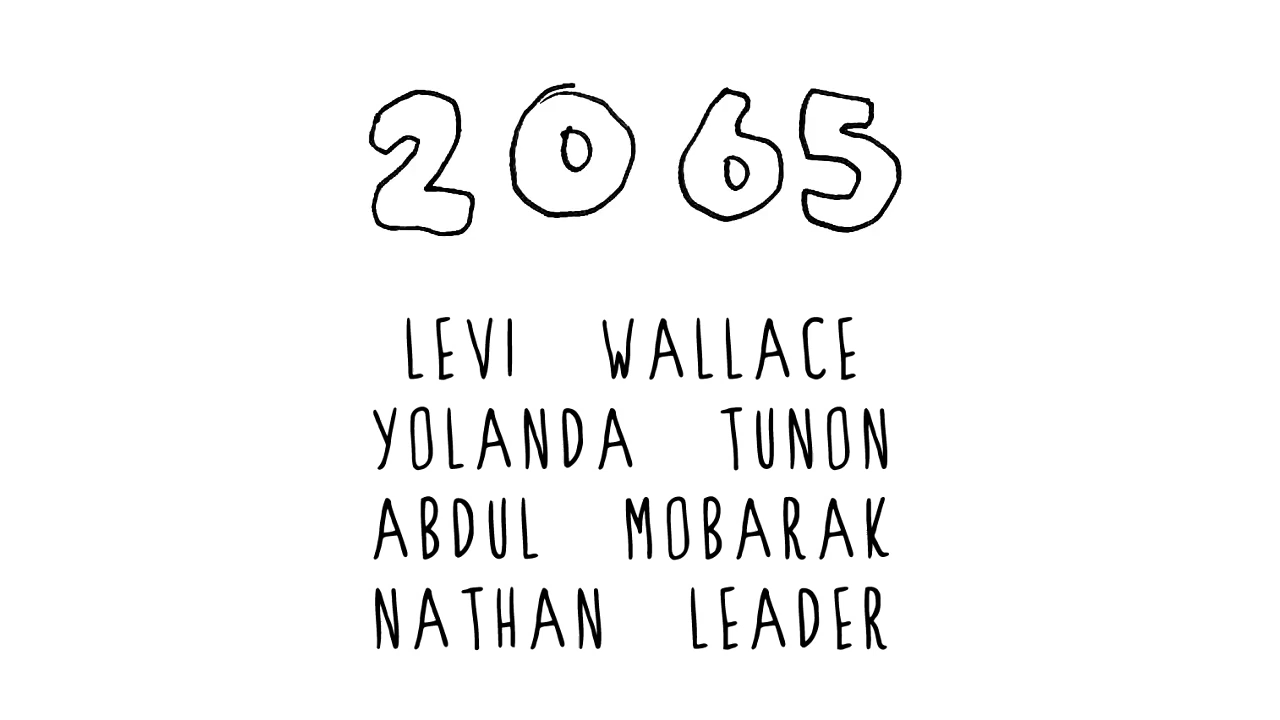 2065
LEVI WALLACE
YOLANDA TUNON
ABDUL MOBARAK
NATHAN LEADER